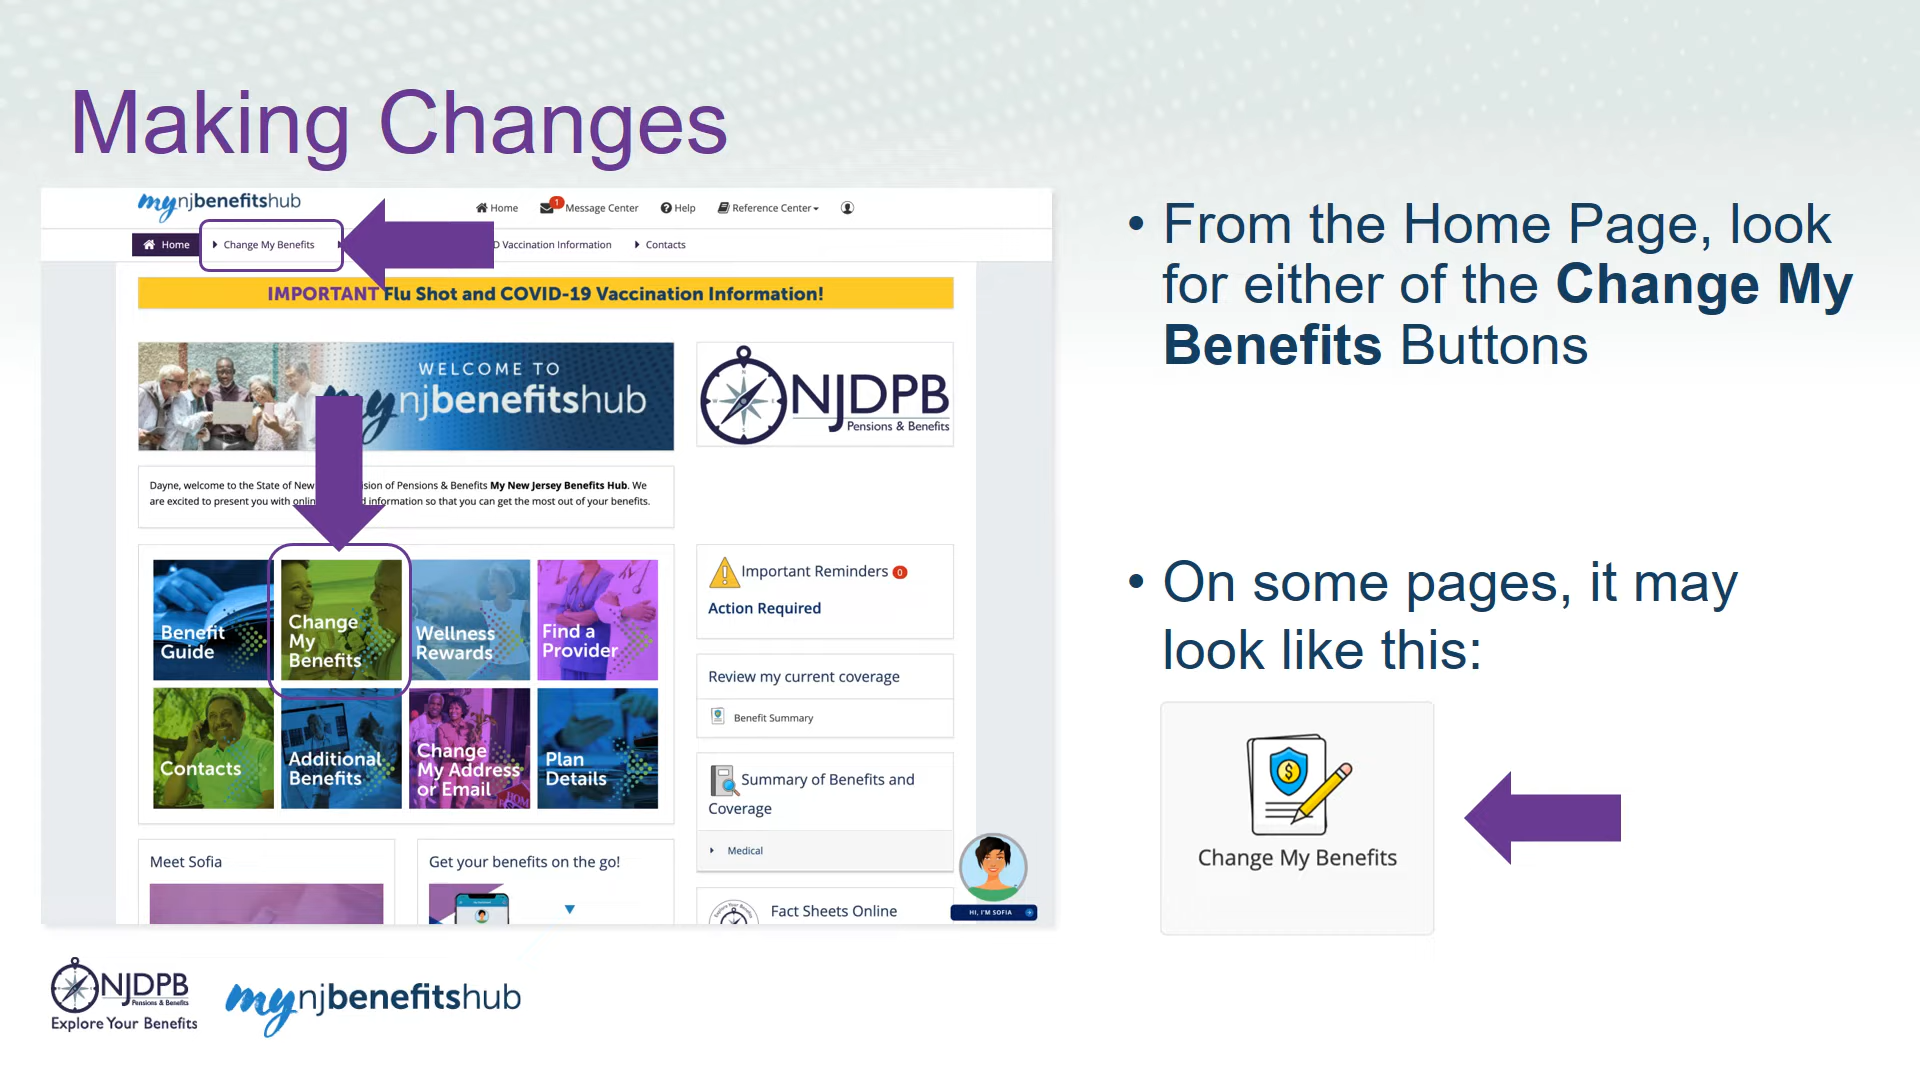 Making Changes
mynjbenefitshub
Home
1
Message Center
Help
Reference Center
Home
Change My Benefits
D Vaccination Information
Contacts
IMPORTANT Flu Shot and COVID-19 Vaccination Information!
WELCOME TO
mynjbenefitshub
NJDPB
Pensions & Benefits
Dayne, welcome to the State of New ision of Pensions & Benefits My New Jersey Benefits Hub. We
are excited to present you with onlin d information so that you can get the most out of your benefits.
Benefit
Guide
Change
My
Benefits
Wellness
Rewards
Find a
Provider
Contacts
Additional
Benefits
Change
My Address
or Email
Plan
Details
Important Reminders 0
Action Required
Review my current coverage
Benefit Summary
Summary of Benefits and
Coverage
Medical
Meet Sofia
Get your benefits on the go!
Fact Sheets Online
HI, I'M SOFIA
• From the Home Page, look
for either of the Change My
Benefits Buttons
• On some pages, it may
look like this:
$
Change My Benefits
NJDPB
Pensions & Benefits
Explore Your Benefits
mynjbenefitshub